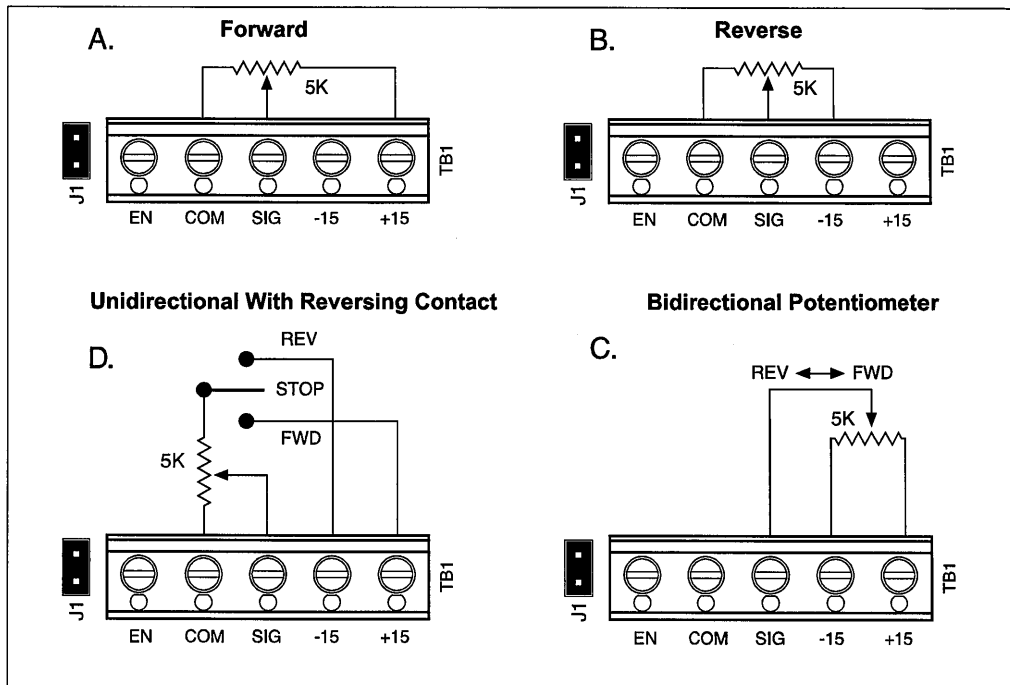 A.
Forward
5K
J1
TB1
EN COM SIG -15 +15
B.
Reverse
5K
J1
TB1
EN COM SIG -15 +15
Unidirectional With Reversing Contact
D.
REV
STOP
FWD
5K
J1
TB1
EN COM SIG -15 +15
Bidirectional Potentiometer
C.
REV FWD
5K
J1
TB1
EN COM SIG -15 +15